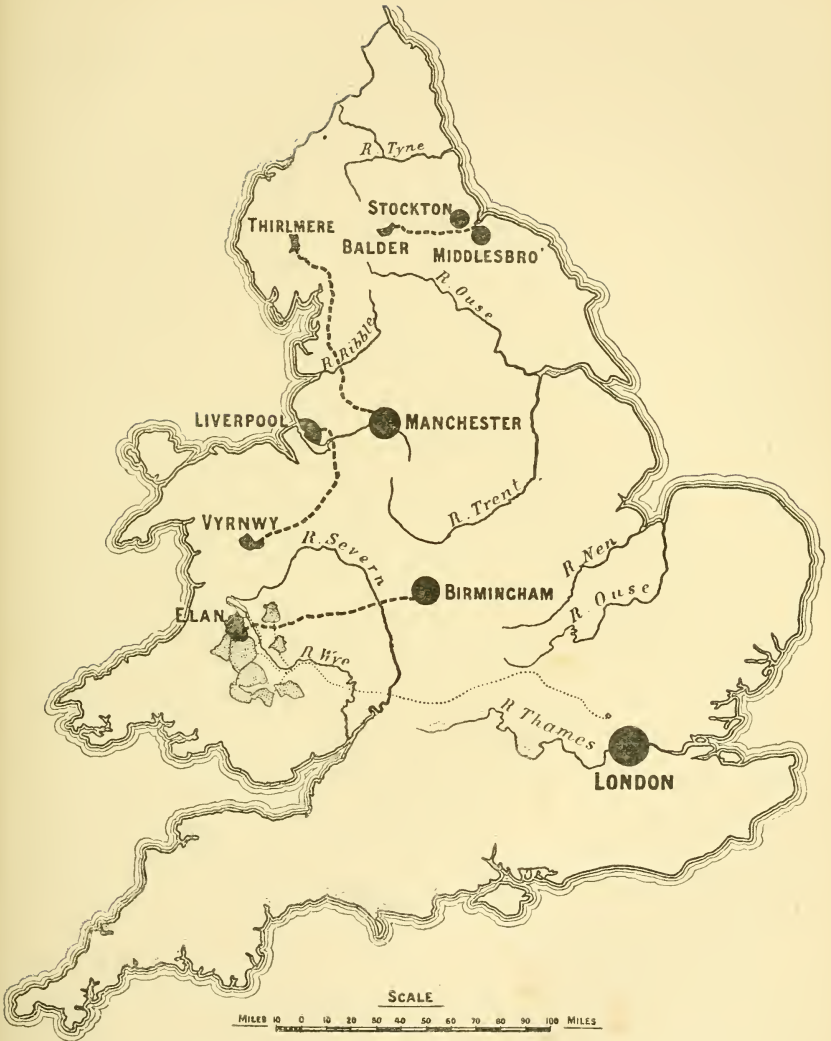 R. Tyne
STOCKTON
THIRLMERE
BALDER
MIDDLESBRO'
R. Ouse
R. Ribble
LIVERPOOL
MANCHESTER
R. Trent
VYRNWY
R. Severn
R. Nen
BIRMINGHAM
R. Ouse
ELAN
R. Wye
R. Thames
LONDON
SCALE
MILES 10 0 10 20 30 40 50 60 70 80 90 100 MILES